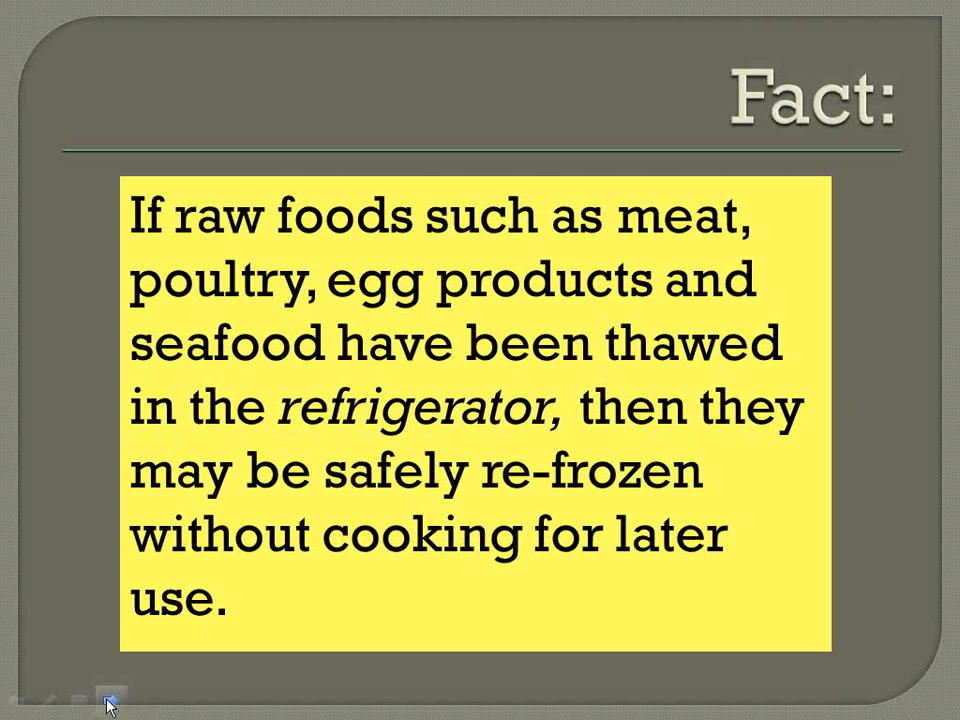 Fact:
If raw foods such as meat,
poultry, egg products and
seafood have been thawed
in the refrigerator, then they
may be safely re-frozen
without cooking for later
use.